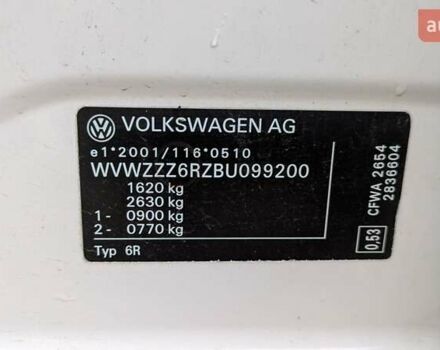 VOLKSWAGEN AG
e1*2001/116*0510
WVWZZZ6RZBU099200
1620 kg
2630 kg
1- 0900 kg
2- 0770 kg
Typ 6R
0,53
CFWA 2654
2836604